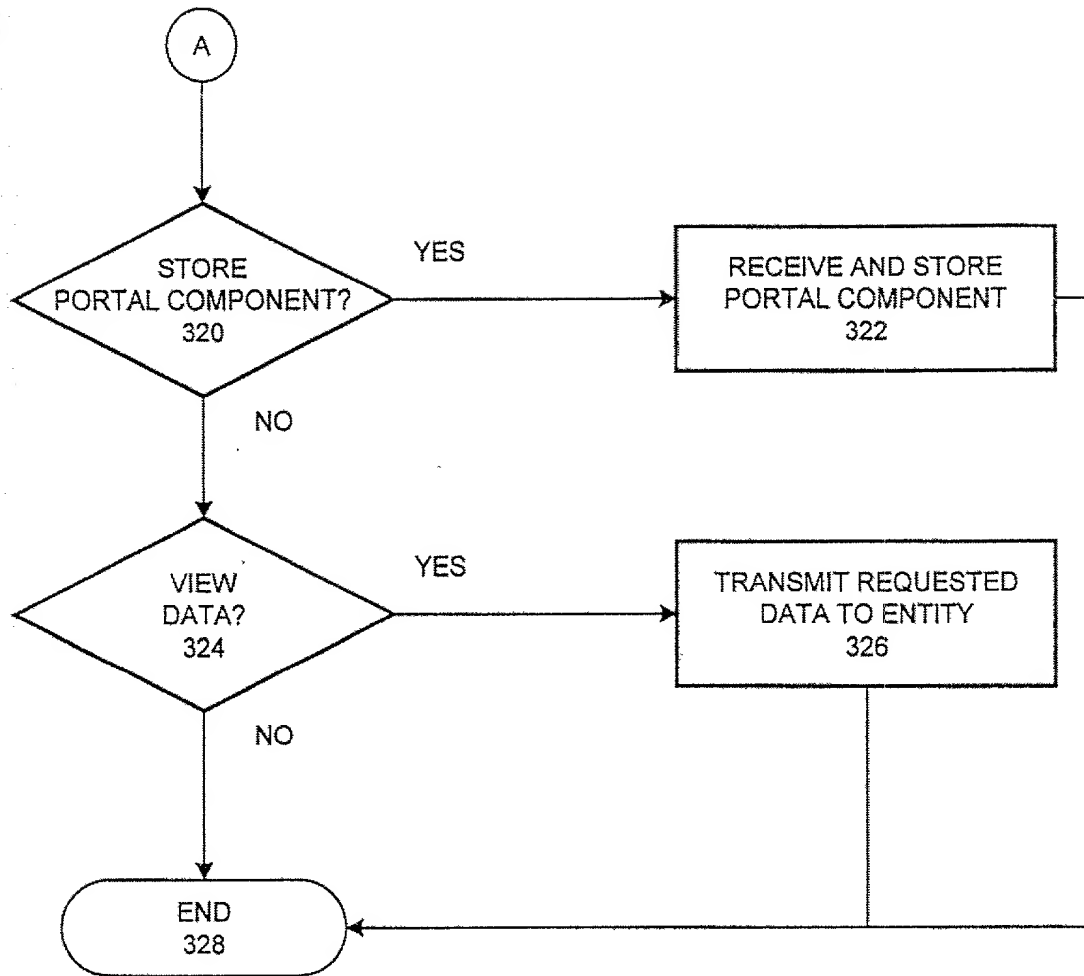 A
STORE
PORTAL COMPONENT?
320
YES
RECEIVE AND STORE
PORTAL COMPONENT
322
NO
VIEW
DATA?
324
YES
TRANSMIT REQUESTED
DATA TO ENTITY
326
NO
END
328